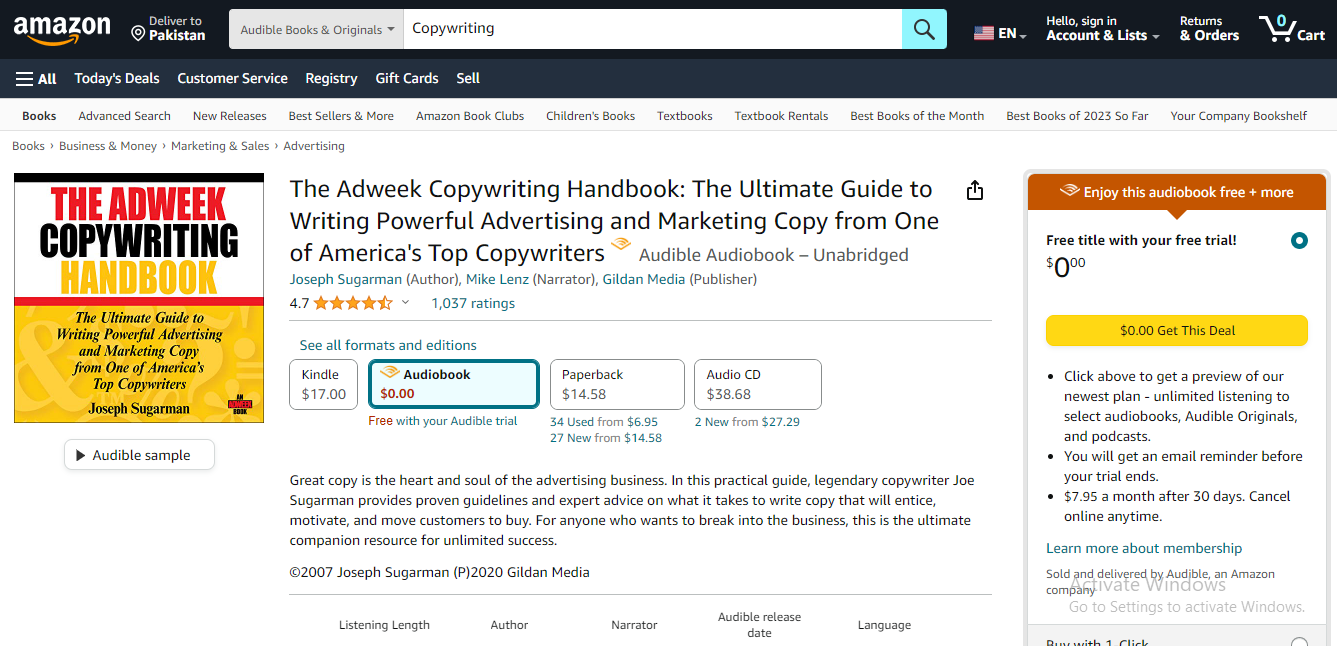 amazon
Deliver to
Pakistan
Audible Books & Originals
Copywriting
EN
Hello, sign in
Account & Lists
Returns
& Orders
0
Cart
All
Today's Deals
Customer Service
Registry
Gift Cards
Sell
Books
Advanced Search
New Releases
Best Sellers & More
Amazon Book Clubs
Children's Books
Textbooks
Textbook Rentals
Best Books of the Month
Best Books of 2023 So Far
Your Company Bookshelf
Books › Business & Money › Marketing & Sales › Advertising
THE ADWEEK
COPYWRITING
HANDBOOK
The Ultimate Guide to
Writing Powerful Advertising
and Marketing Copy
from One of America's
Top Copywriters
Joseph Sugarman
AN
ADWEEK
BOOK
Audible sample
The Adweek Copywriting Handbook: The Ultimate Guide to
Writing Powerful Advertising and Marketing Copy from One
of America's Top Copywriters Audible Audiobook – Unabridged
Joseph Sugarman (Author), Mike Lenz (Narrator), Gildan Media (Publisher)
4.7 1,037 ratings
See all formats and editions
Kindle
$17.00
Audiobook
$0.00
Free with your Audible trial
Paperback
$14.58
34 Used from $6.95
27 New from $14.58
Audio CD
$38.68
2 New from $27.29
Great copy is the heart and soul of the advertising business. In this practical guide, legendary copywriter Joe
Sugarman provides proven guidelines and expert advice on what it takes to write copy that will entice,
motivate, and move customers to buy. For anyone who wants to break into the business, this is the ultimate
companion resource for unlimited success.
©2007 Joseph Sugarman (P)2020 Gildan Media
Listening Length
Author
Narrator
Audible release
date
Language
Enjoy this audiobook free + more
Free title with your free trial!
$000
$0.00 Get This Deal
• Click above to get a preview of our
newest plan - unlimited listening to
select audiobooks, Audible Originals,
and podcasts.
• You will get an email reminder before
your trial ends.
• $7.95 a month after 30 days. Cancel
online anytime.
Learn more about membership
Sold and delivered by Audible, an Amazon
company
Activate Windows
Go to Settings to activate Windows.
Buy with 1-Click